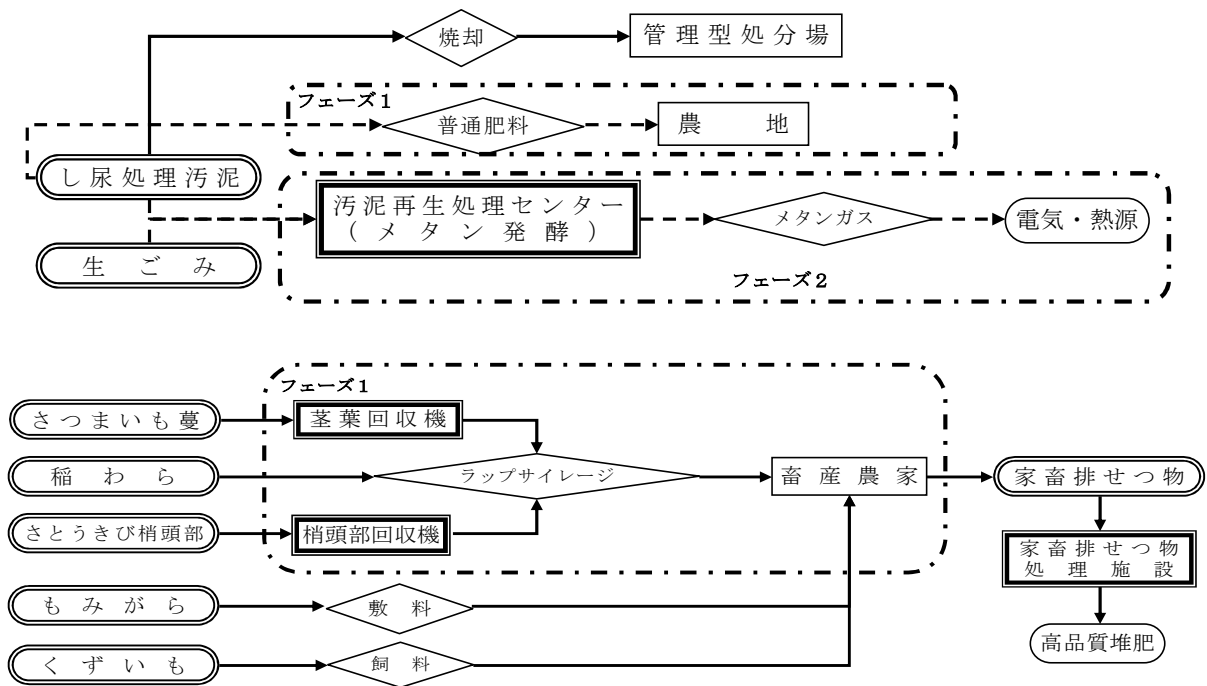 焼却
管理型処分場
フェーズ1
普通肥料
農地
し尿処理汚泥
汚泥再生処理センター
（メタン発酵）
メタンガス
電気・熱源
生ごみ
フェーズ2
フェーズ1
さつまいも蔓
茎葉回収機
稲わら
ラップサイレージ
畜産農家
家畜排せつ物
さとうきび梢頭部
梢頭部回収機
家畜排せつ物
処理施設
もみがら
敷料
高品質堆肥
くずいも
飼料